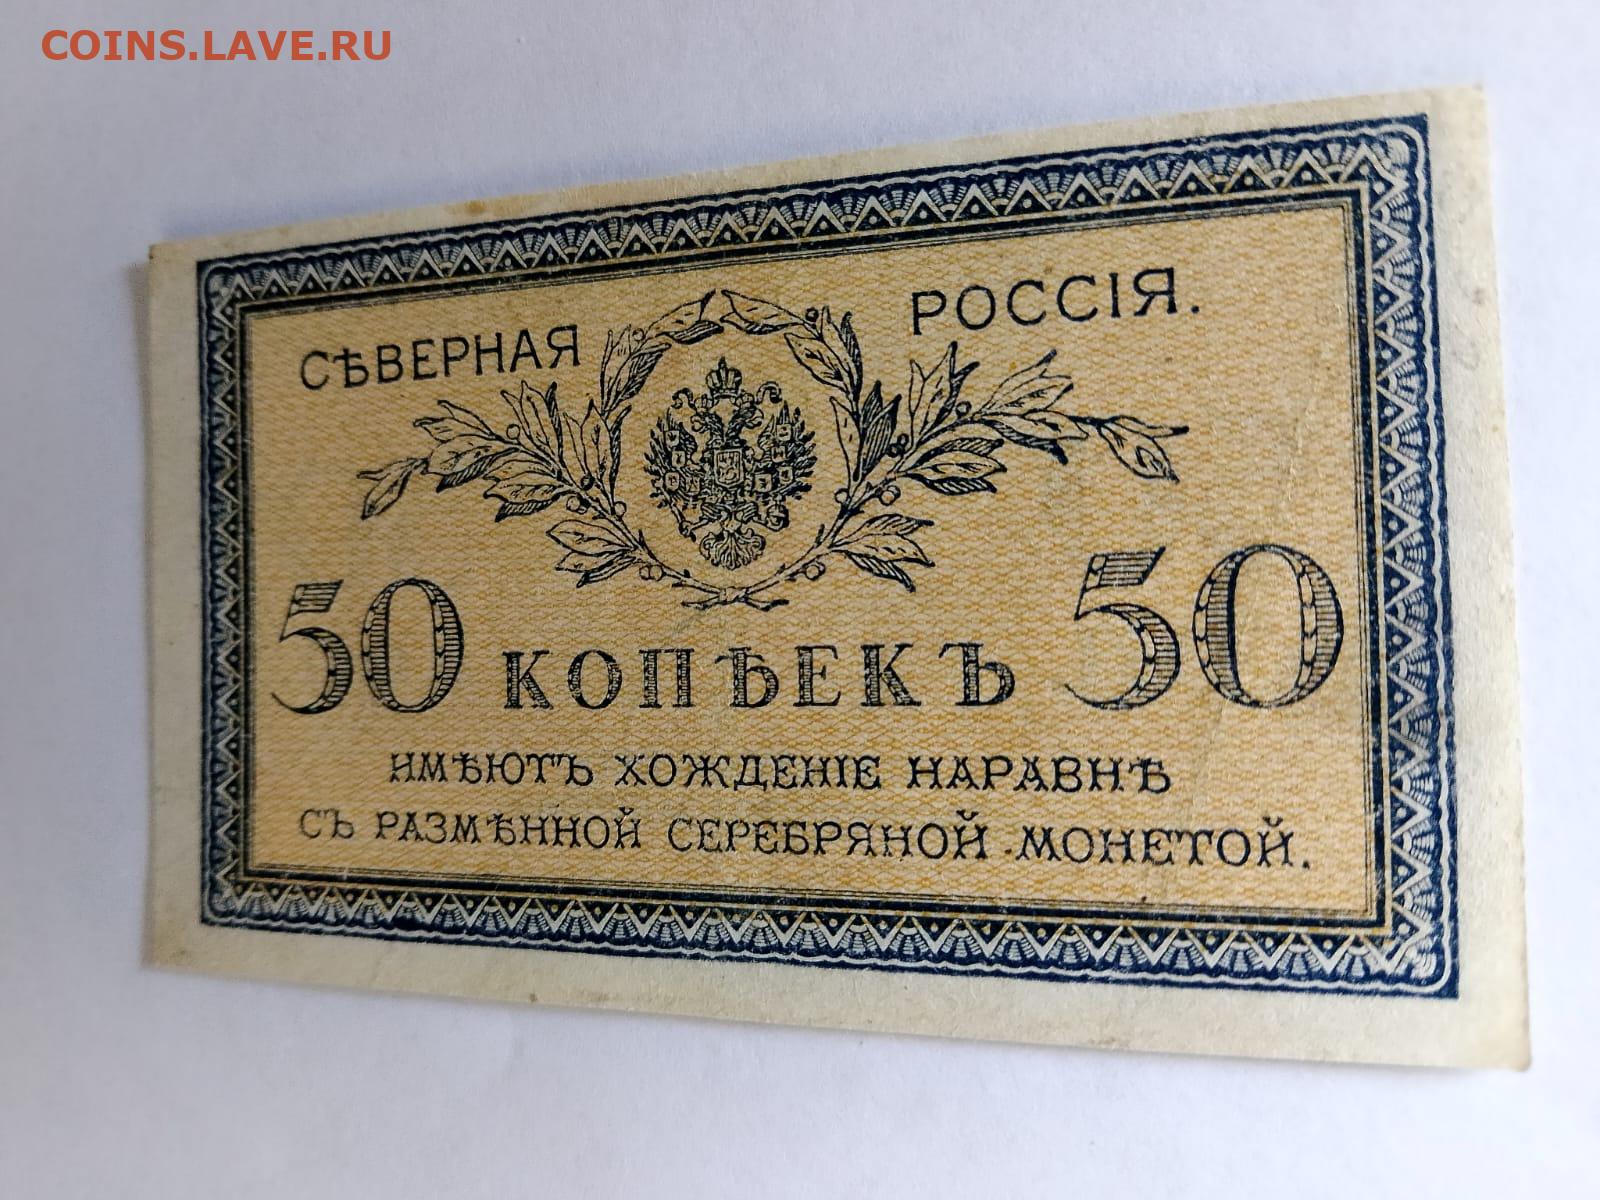 COINS.LAVE.RU
СѢВЕРНАЯ РОССІЯ.
50 КОПѢЕКЪ 50
ИМѢЮТЪ ХОЖДЕНІЕ НАРАВНѢ
СЪ РАЗМѢННОЙ СЕРЕБРЯНОЙ МОНЕТОЙ.